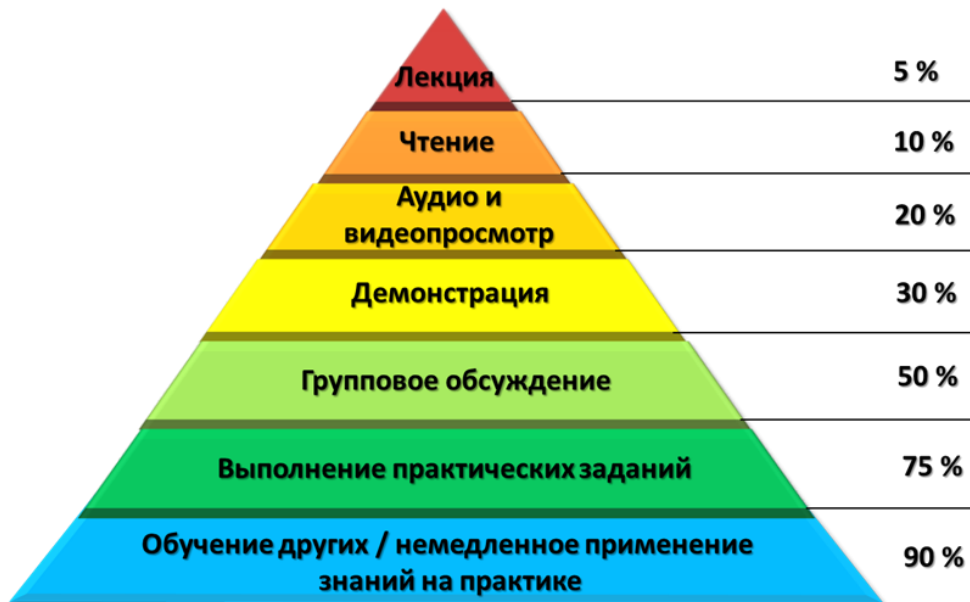 Лекция
5 %
Чтение
10 %
Аудио и
видеопросмотр
20 %
Демонстрация
30 %
Групповое обсуждение
50 %
Выполнение практических заданий
75 %
Обучение других / немедленное применение
знаний на практике
90 %